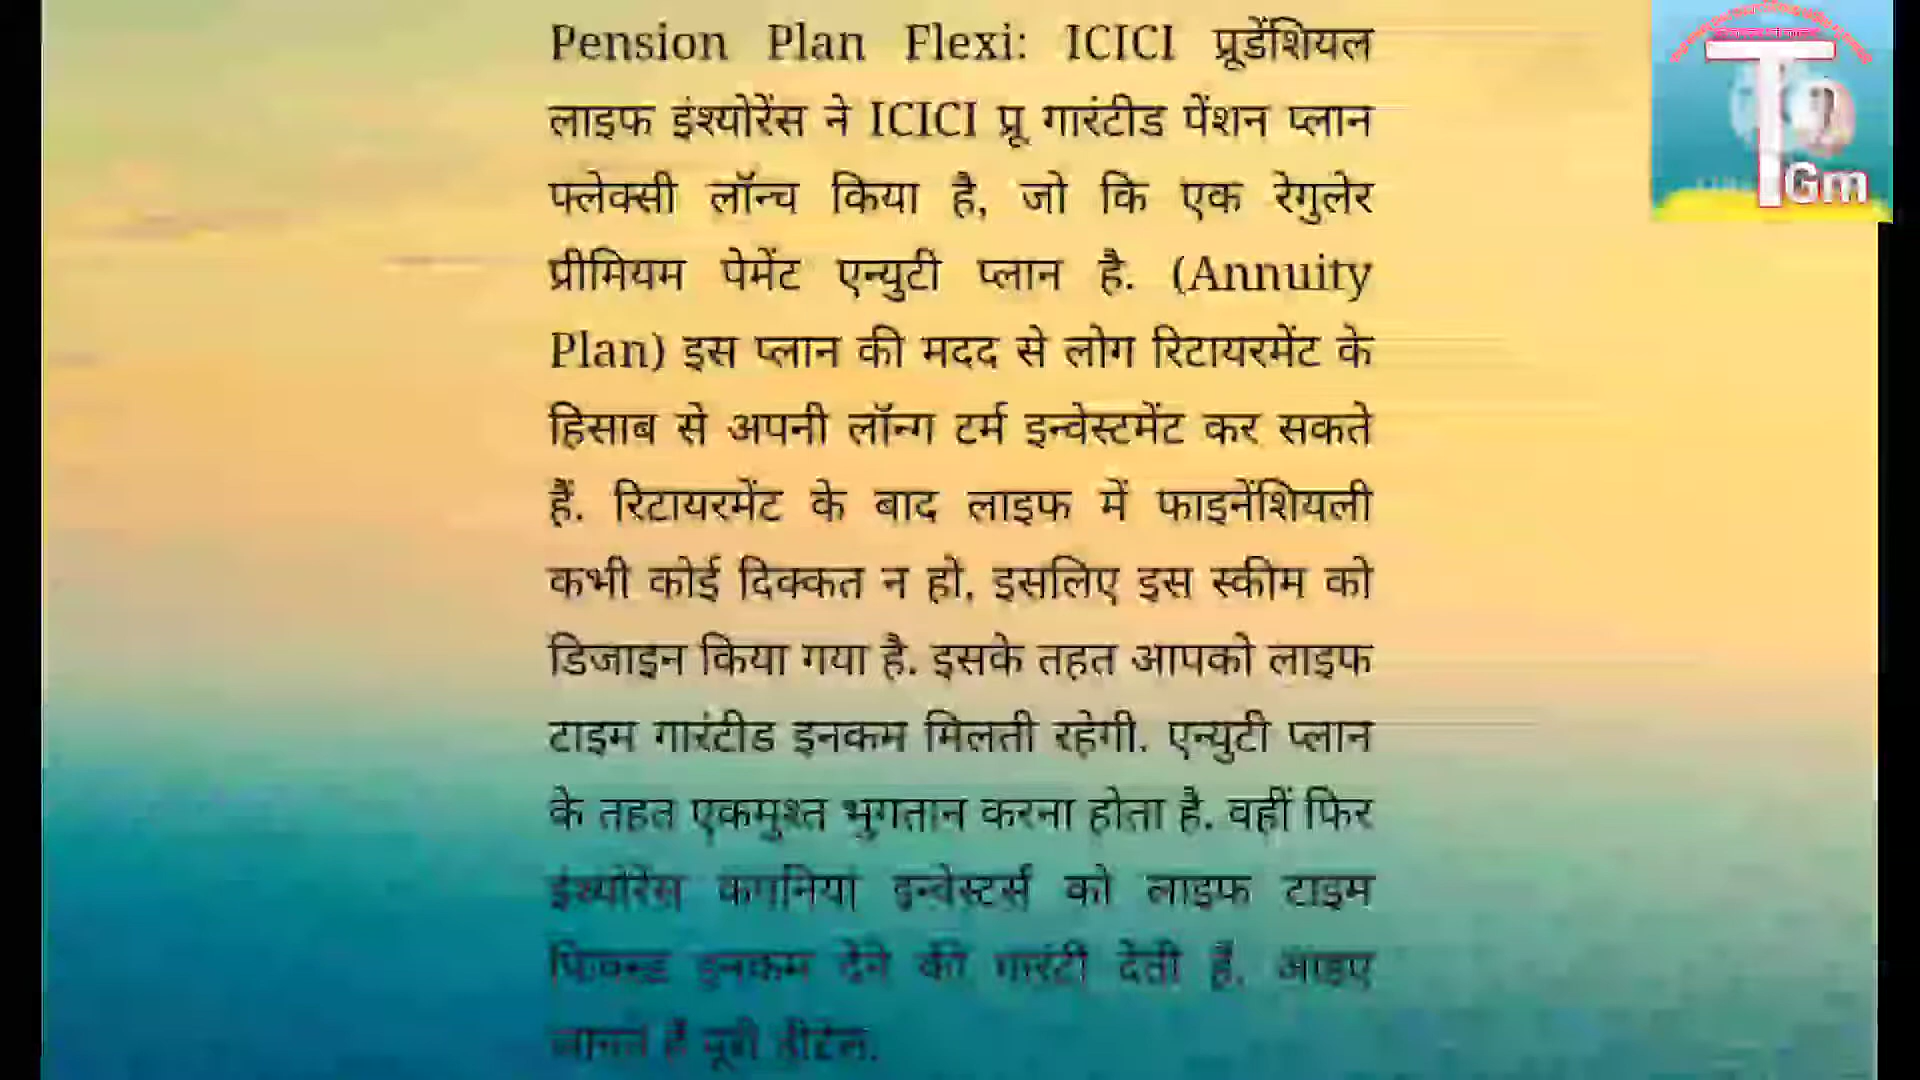 Pension Plan Flexi: ICICI प्रूडेंशियल
लाइफ इंश्योरेंस ने ICICI प्रू गारंटीड पेंशन प्लान
फ्लेक्सी लॉन्च किया है, जो कि एक रेगुलेर
प्रीमियम पेमेंट एन्युटी प्लान है. (Annuity
Plan) इस प्लान की मदद से लोग रिटायरमेंट के
हिसाब से अपनी लॉन्ग टर्म इन्वेस्टमेंट कर सकते
हैं. रिटायरमेंट के बाद लाइफ में फाइनेंशियली
कभी कोई दिक्कत न हो, इसलिए इस स्कीम को
डिजाइन किया गया है. इसके तहत आपको लाइफ
टाइम गारंटीड इनकम मिलती रहेगी. एन्युटी प्लान
के तहत एकमुश्त भुगतान करना होता है. वहीं फिर
इंश्योरेंस कंपनियां इन्वेस्टर्स को लाइफ टाइम
फिक्स्ड इनकम देने की गारंटी देती हैं. आइए
जानते हैं पूरी डीटेल.
T Gm